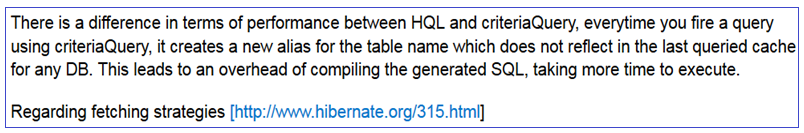 There is a difference in terms of performance between HQL and criteriaQuery, everytime you fire a query
using criteriaQuery, it creates a new alias for the table name which does not reflect in the last queried cache
for any DB. This leads to an overhead of compiling the generated SQL, taking more time to execute.
Regarding fetching strategies [http://www.hibernate.org/315.html]